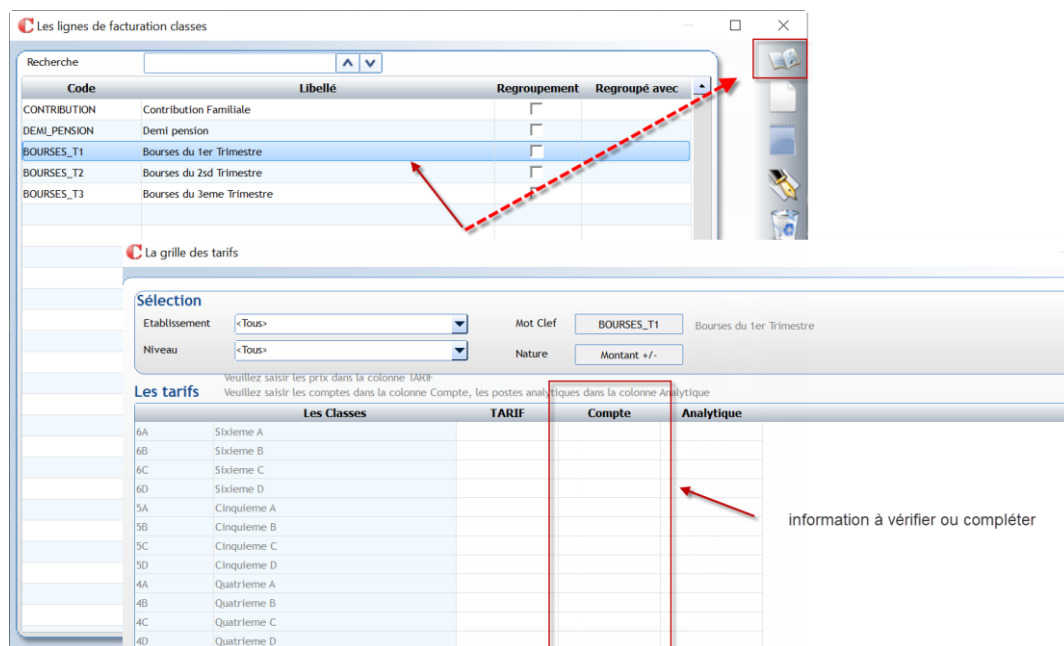 Les lignes de facturation classes
Recherche
Code Libellé Regroupement Regroupé avec
CONTRIBUTION Contribution Familiale
DEMI_PENSION Demi pension
BOURSES_T1 Bourses du 1er Trimestre
BOURSES_T2 Bourses du 2sd Trimestre
BOURSES_T3 Bourses du 3eme Trimestre
La grille des tarifs
Sélection
Etablissement <Tous> Mot Clef BOURSES_T1 Bourses du 1er Trimestre
Niveau <Tous> Nature Montant +/-
Veuillez saisir les prix dans la colonne TARIF
Les tarifs Veuillez saisir les comptes dans la colonne Compte, les postes analytiques dans la colonne Analytique
Les Classes TARIF Compte Analytique
6A Sixieme A
6B Sixieme B
6C Sixieme C
6D Sixieme D
5A Cinquieme A
5B Cinquieme B
5C Cinquieme C
5D Cinquieme D
4A Quatrieme A
4B Quatrieme B
4C Quatrieme C
4D Quatrieme D
information à vérifier ou compléter